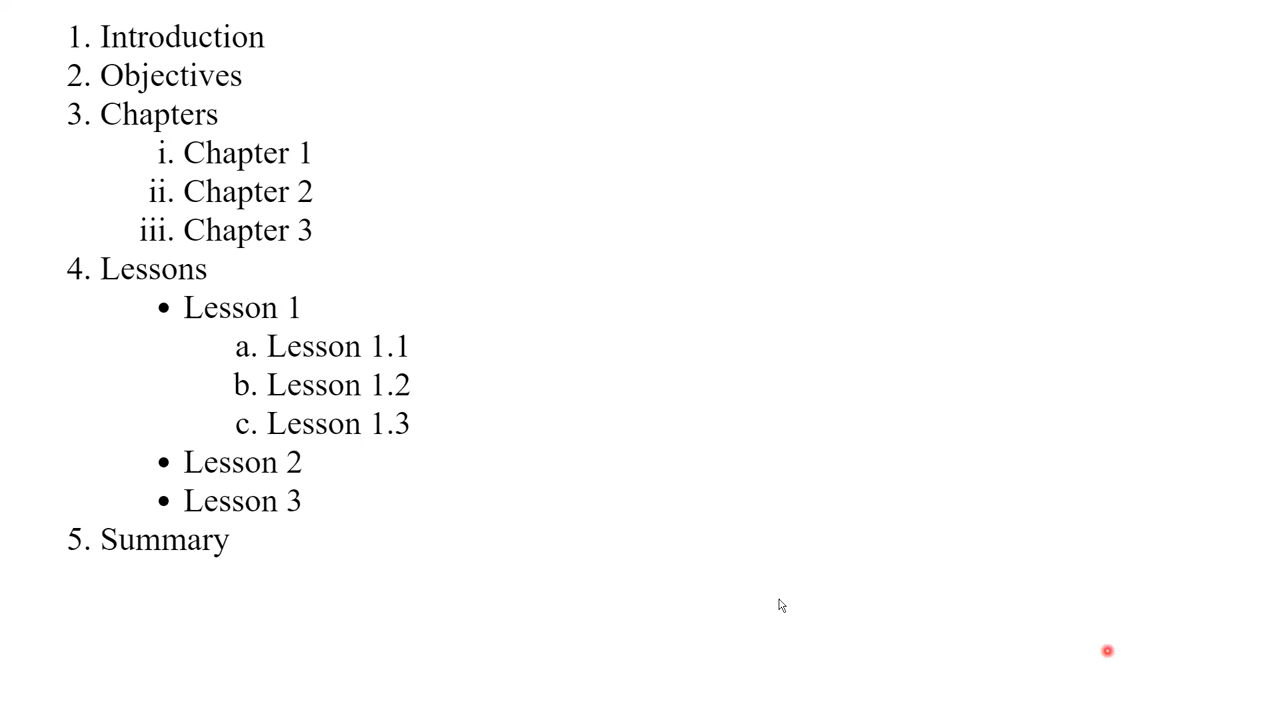 1. Introduction
2. Objectives
3. Chapters
i. Chapter 1
ii. Chapter 2
iii. Chapter 3
4. Lessons
• Lesson 1
a. Lesson 1.1
b. Lesson 1.2
c. Lesson 1.3
• Lesson 2
• Lesson 3
5. Summary